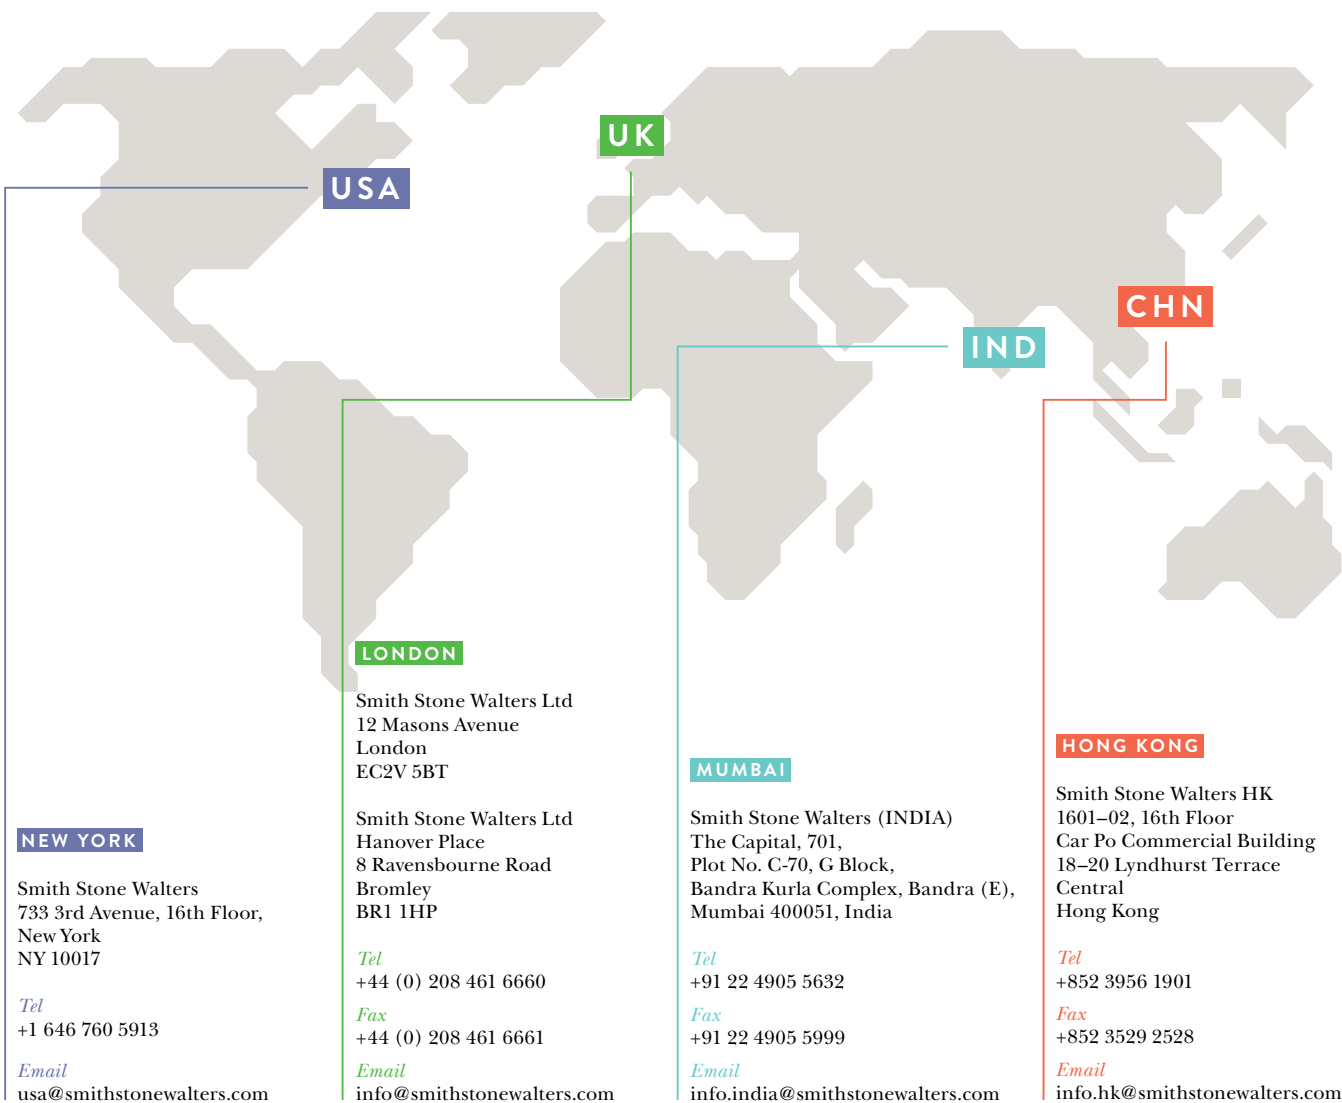 UK
USA
CHN
IND
NEW YORK
Smith Stone Walters
733 3rd Avenue, 16th Floor,
New York
NY 10017
Tel
+1 646 760 5913
Email
usa@smithstonewalters.com
LONDON
Smith Stone Walters Ltd
12 Masons Avenue
London
EC2V 5BT
Smith Stone Walters Ltd
Hanover Place
8 Ravensbourne Road
Bromley
BR1 1HP
Tel
+44 (0) 208 461 6660
Fax
+44 (0) 208 461 6661
Email
info@smithstonewalters.com
MUMBAI
Smith Stone Walters (INDIA)
The Capital, 701,
Plot No. C-70, G Block,
Bandra Kurla Complex, Bandra (E),
Mumbai 400051, India
Tel
+91 22 4905 5632
Fax
+91 22 4905 5999
Email
info.india@smithstonewalters.com
HONG KONG
Smith Stone Walters HK
1601–02, 16th Floor
Car Po Commercial Building
18–20 Lyndhurst Terrace
Central
Hong Kong
Tel
+852 3956 1901
Fax
+852 3529 2528
Email
info.hk@smithstonewalters.com